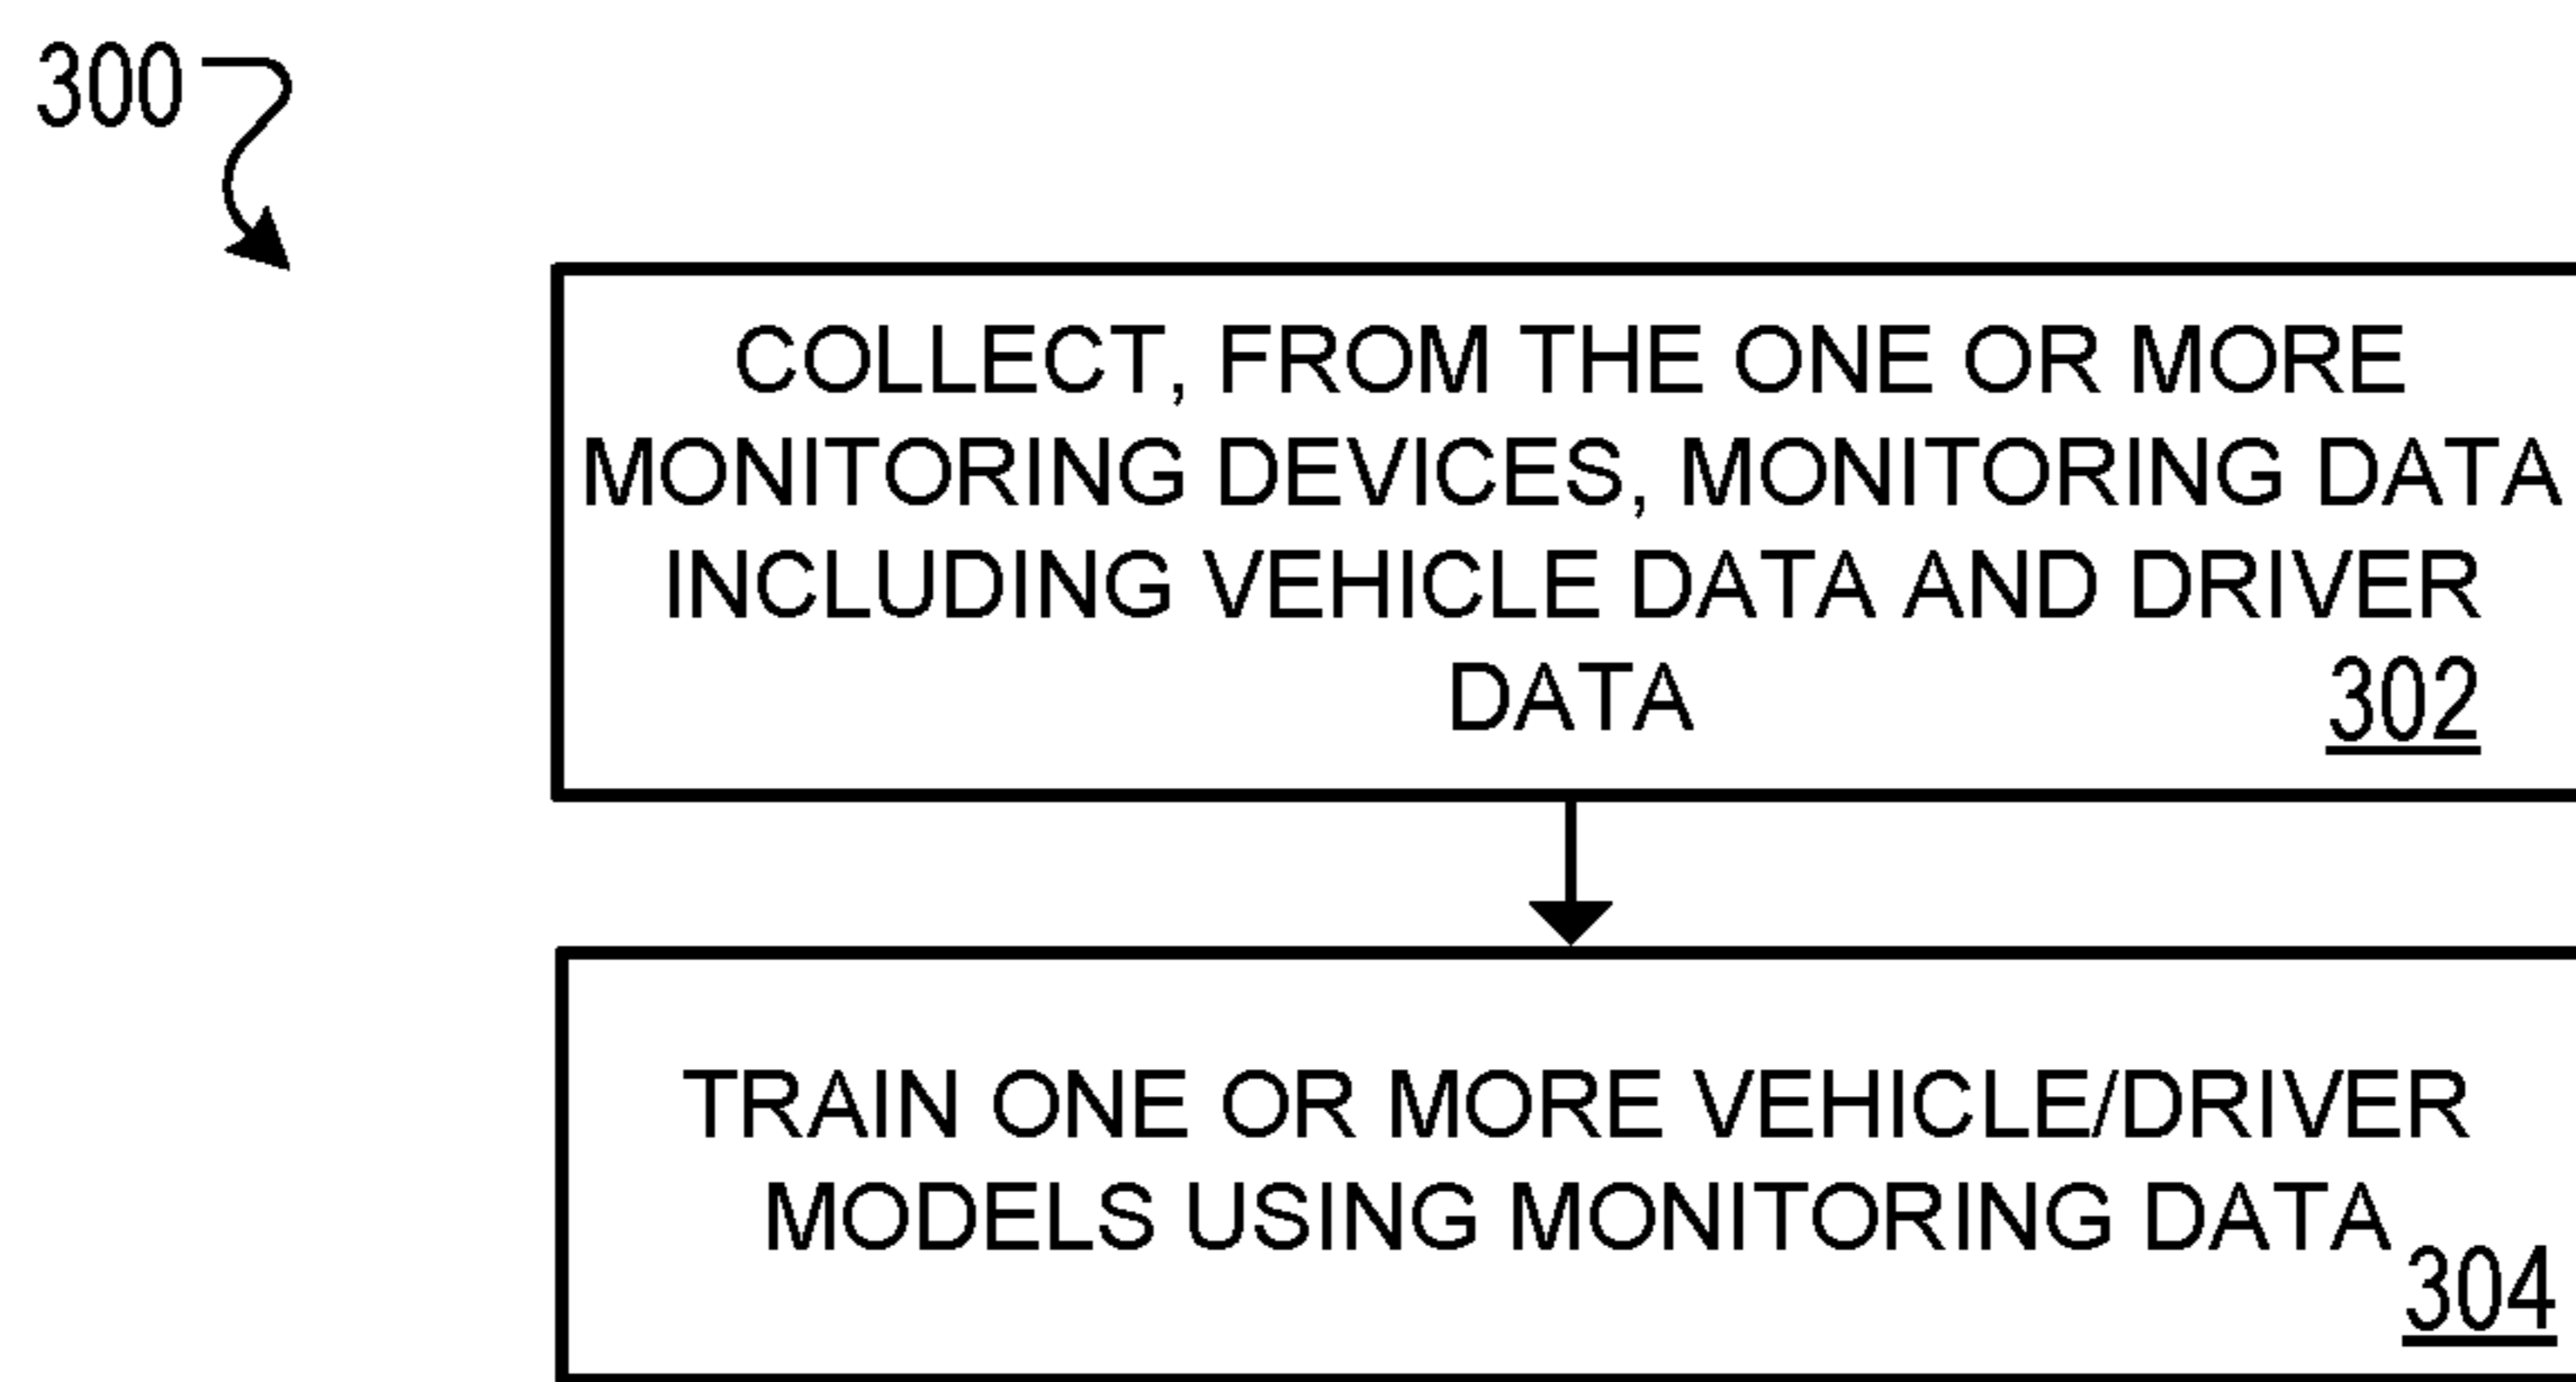 300
COLLECT, FROM THE ONE OR MORE
MONITORING DEVICES, MONITORING DATA
INCLUDING VEHICLE DATA AND DRIVER
DATA
302
TRAIN ONE OR MORE VEHICLE/DRIVER
MODELS USING MONITORING DATA
304